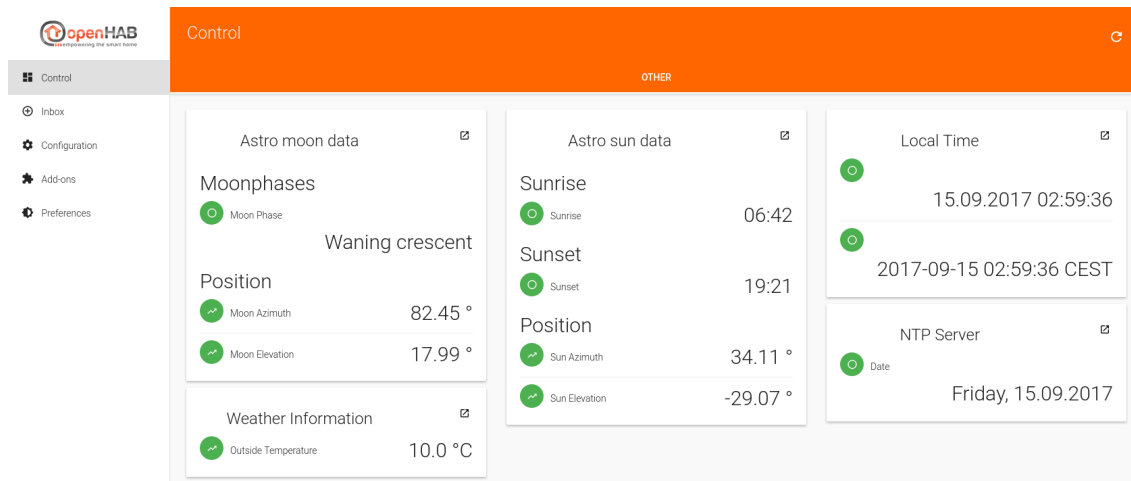 openHAB
empowering the smart home
Control
Inbox
Configuration
Add-ons
Preferences
Control
OTHER
Astro moon data
Moonphases
Moon Phase
Waning crescent
Position
Moon Azimuth 82.45 °
Moon Elevation 17.99 °
Weather Information
Outside Temperature 10.0 °C
Astro sun data
Sunrise
Sunrise 06:42
Sunset
Sunset 19:21
Position
Sun Azimuth 34.11 °
Sun Elevation -29.07 °
Local Time
15.09.2017 02:59:36
2017-09-15 02:59:36 CEST
NTP Server
Date
Friday, 15.09.2017